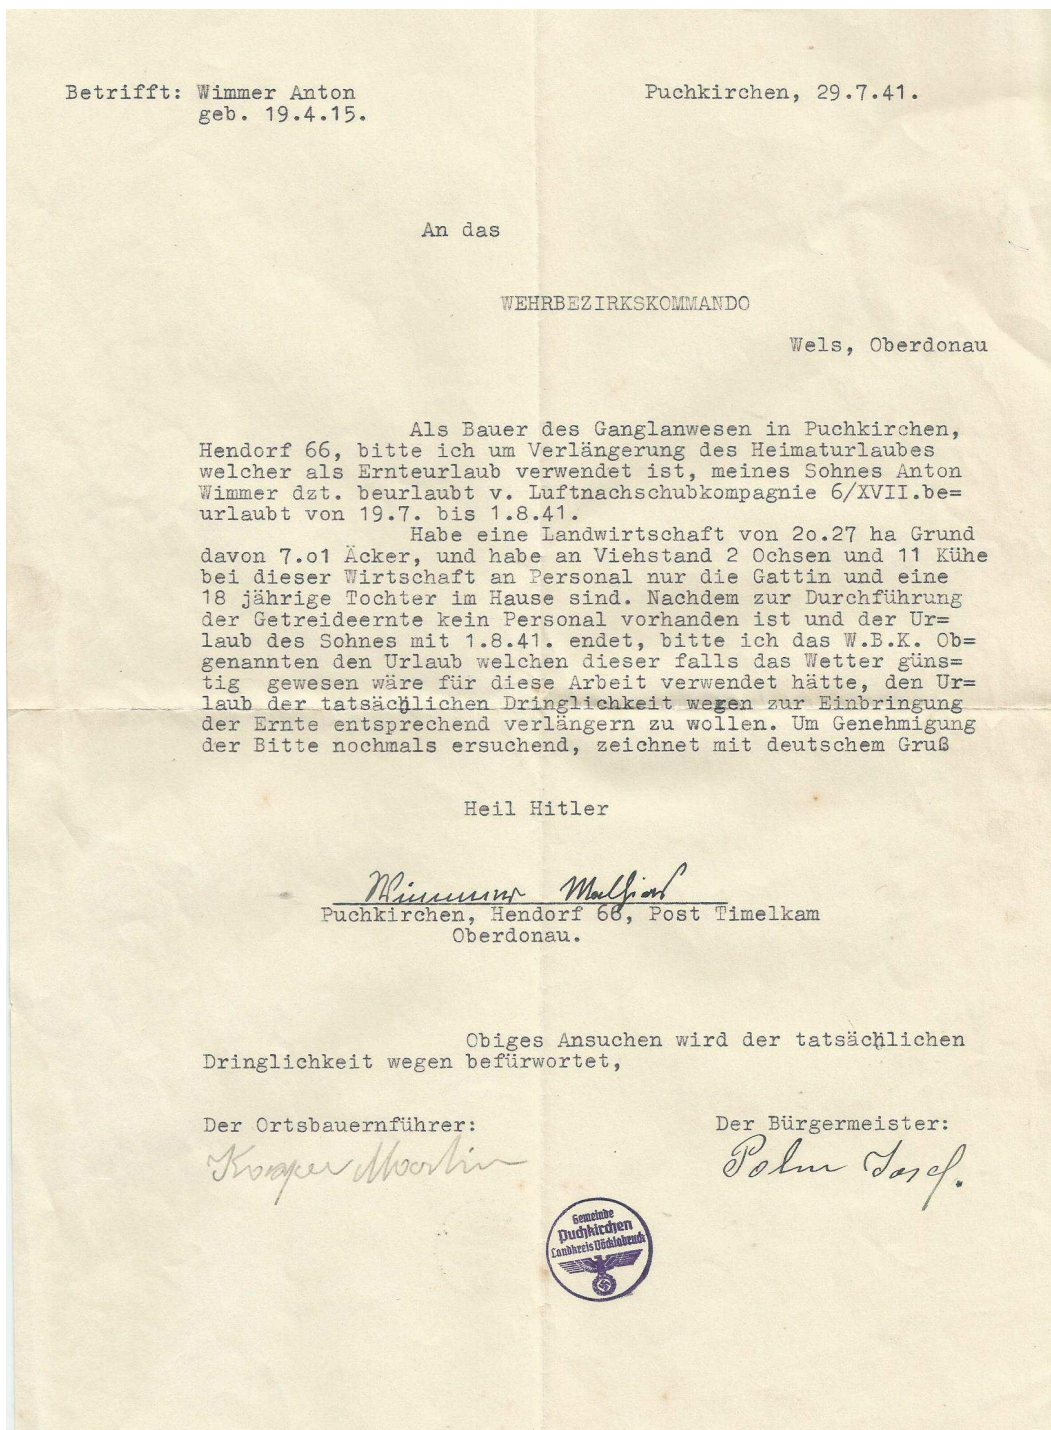 Betrifft: Wimmer Anton
Puchkirchen, 29.7.41.
geb. 19.4.15.
An das
WEHRBEZIRKSKOMMANDO
Wels, Oberdonau
Als Bauer des Ganglanwesen in Puchkirchen,
Hendorf 66, bitte ich um Verlängerung des Heimaturlaubes
welcher als Ernteurlaub verwendet ist, meines Sohnes Anton
Wimmer dzt. beurlaubt v. Luftnachschubkompagnie 6/XVII.be=
urlaubt von 19.7. bis 1.8.41.
Habe eine Landwirtschaft von 2o.27 ha Grund
davon 7.o1 Äcker, und habe an Viehstand 2 Ochsen und 11 Kühe
bei dieser Wirtschaft an Personal nur die Gattin und eine
18 jährige Tochter im Hause sind. Nachdem zur Durchführung
der Getreideernte kein Personal vorhanden ist und der Ur=
laub des Sohnes mit 1.8.41. endet, bitte ich das W.B.K. Ob=
genannten den Urlaub welchen dieser falls das Wetter güns=
tig gewesen wäre für diese Arbeit verwendet hätte, den Ur=
laub der tatsächlichen Dringlichkeit wegen zur Einbringung
der Ernte entsprechend verlängern zu wollen. Um Genehmigung
der Bitte nochmals ersuchend, zeichnet mit deutschem Gruß
Heil Hitler
Wimmer Mathias
Puchkirchen, Hendorf 66, Post Timelkam
Oberdonau.
Obiges Ansuchen wird der tatsächlichen
Dringlichkeit wegen befürwortet,
Der Ortsbauernführer:
Der Bürgermeister:
Martin
Josef.
Gemeinde
Puchkirchen
Landkreis Vöcklabruck